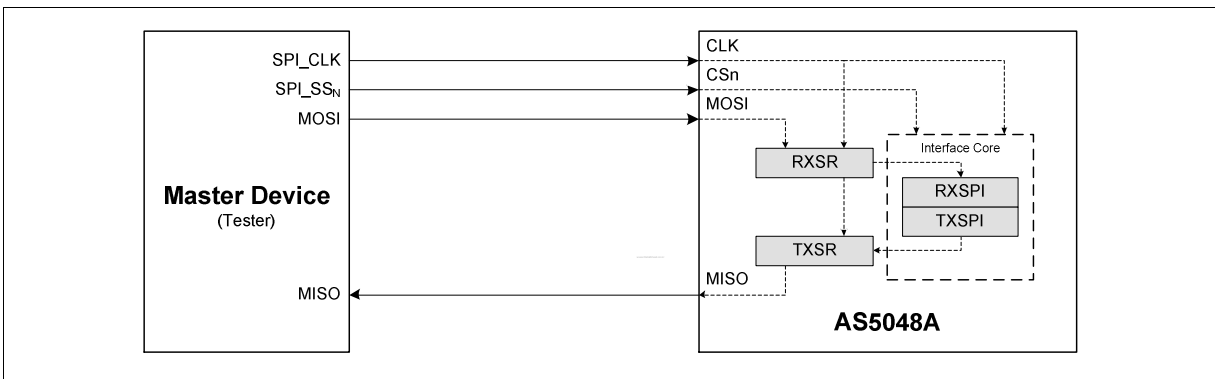 SPI_CLK
SPI_SSN
MOSI
Master Device
(Tester)
MISO
CLK
CSn
MOSI
RXSR
Interface Core
RXSPI
TXSPI
TXSR
MISO
AS5048A